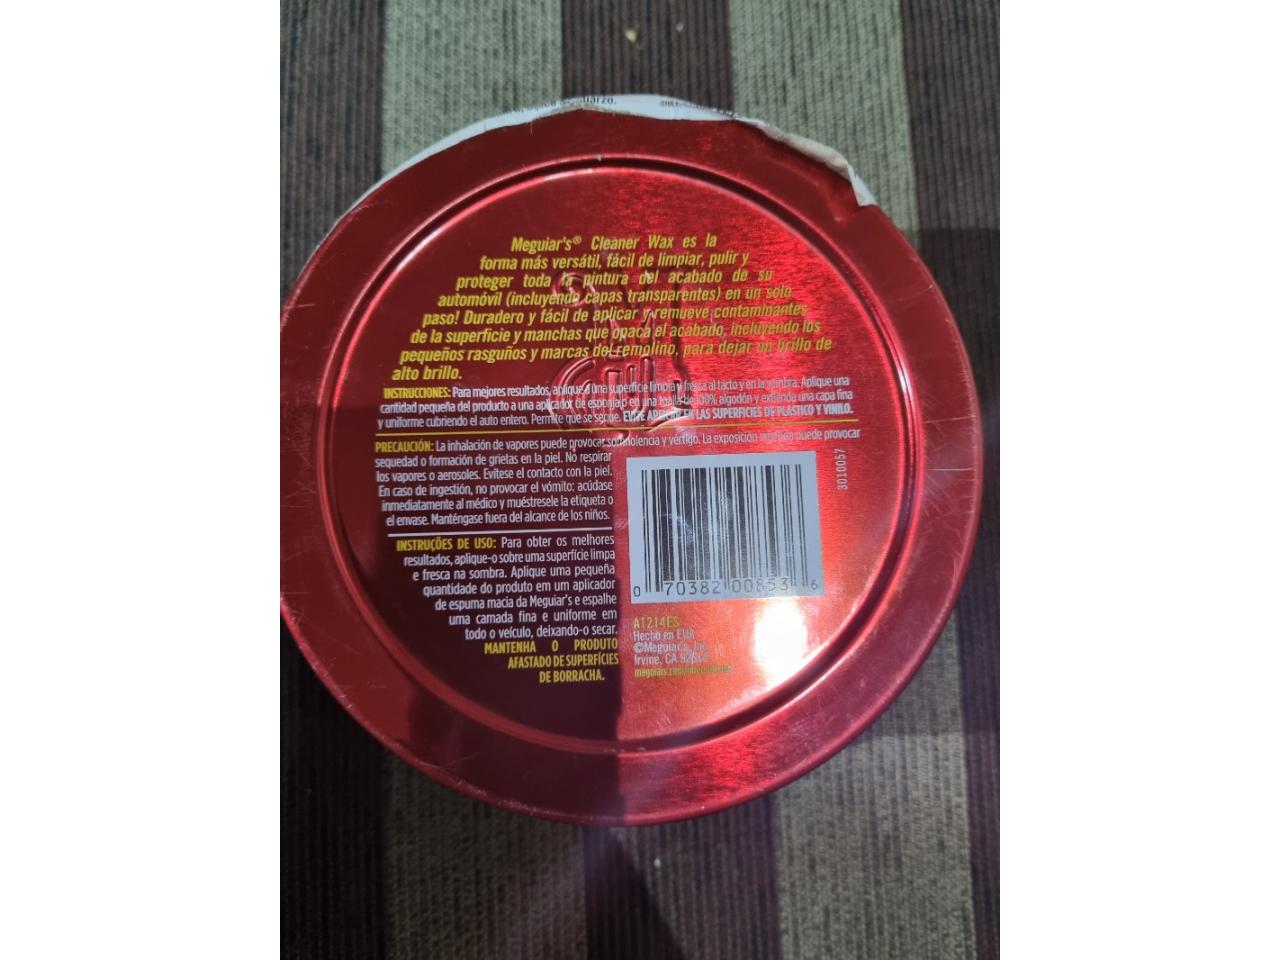 marzo.
Meguiar's® Cleaner Wax es la
forma más versátil, fácil de limpiar, pulir y
proteger toda la pintura del acabado de su
automóvil (incluyendo capas transparentes) en un solo
paso! Duradero y fácil de aplicar y remueve contaminantes
de la superficie y manchas que opaca el acabado, incluyendo los
pequeños rasguños y marcas del remolino, para dejar un brillo de
alto brillo.
INSTRUCCIONES: Para mejores resultados, aplique a una superficie limpia y fresca al tacto y en la sombra. Aplique una
cantidad pequeña del producto a una aplicador de esponja o en una toalla de 100% algodón y extienda una capa fina
y uniforme cubriendo el auto entero. Permite que se seque. EVITE APLICAR EN LAS SUPERFICIES DE PLASTICO Y VINILO.
PRECAUCIÓN: La inhalación de vapores puede provocar somnolencia y vértigo. La exposición repetida puede provocar
sequedad o formación de grietas en la piel. No respirar
los vapores o aerosoles. Evítese el contacto con la piel.
En caso de ingestión, no provocar el vómito: acúdase
inmediatamente al médico y muéstresele la etiqueta o
el envase. Manténgase fuera del alcance de los niños.
INSTRUÇÕES DE USO: Para obter os melhores
resultados, aplique-o sobre uma superfície limpa
e fresca na sombra. Aplique uma pequena
quantidade do produto em um aplicador
de espuma macia da Meguiar's e espalhe
uma camada fina e uniforme em
todo o veículo, deixando-o secar.
MANTENHA O PRODUTO
AFASTADO DE SUPERFÍCIES
DE BORRACHA.
3010057
0 70382 00853 6
A1214ES
Hecho en EUA
©Meguiar's, Inc.
Irvine, CA 92614